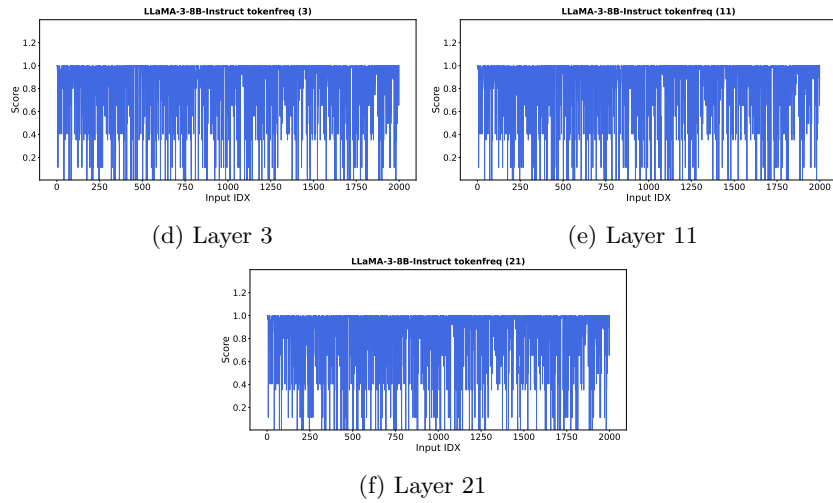 LLaMA-3-8B-Instruct tokenfreq (3)
1.2
1.0
0.8
0.6
0.4
0.2
Score
0 250 500 750 1000 1250 1500 1750 2000
Input IDX
(d) Layer 3
LLaMA-3-8B-Instruct tokenfreq (11)
1.2
1.0
0.8
0.6
0.4
0.2
Score
0 250 500 750 1000 1250 1500 1750 2000
Input IDX
(e) Layer 11
LLaMA-3-8B-Instruct tokenfreq (21)
1.2
1.0
0.8
0.6
0.4
0.2
Score
0 250 500 750 1000 1250 1500 1750 2000
Input IDX
(f) Layer 21